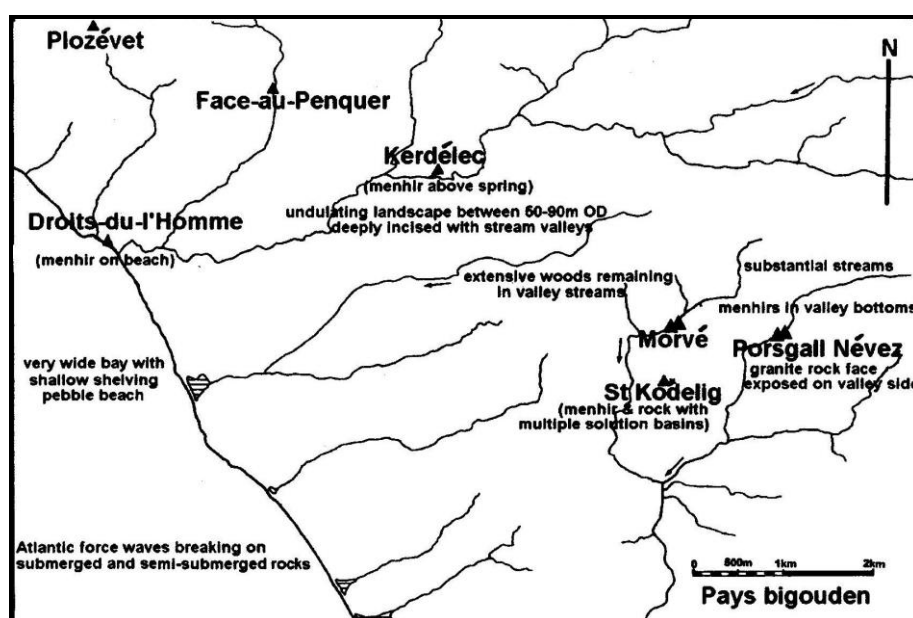 Plozévet
N
Face-au-Penquer
Kerdélec
(menhir above spring)
undulating landscape between 50-90m OD
deeply incised with stream valleys
Droits-du-l'Homme
(menhir on beach)
substantial streams
extensive woods remaining
in valley streams
menhirs in valley bottoms
Morvé
Porsgall Névez
granite rock face
exposed on valley side
very wide bay with
shallow shelving
pebble beach
St Kodelig
(menhir & rock with
multiple solution basins)
Atlantic force waves breaking on
submerged and semi-submerged rocks
0 500m 1km 2km
Pays bigouden